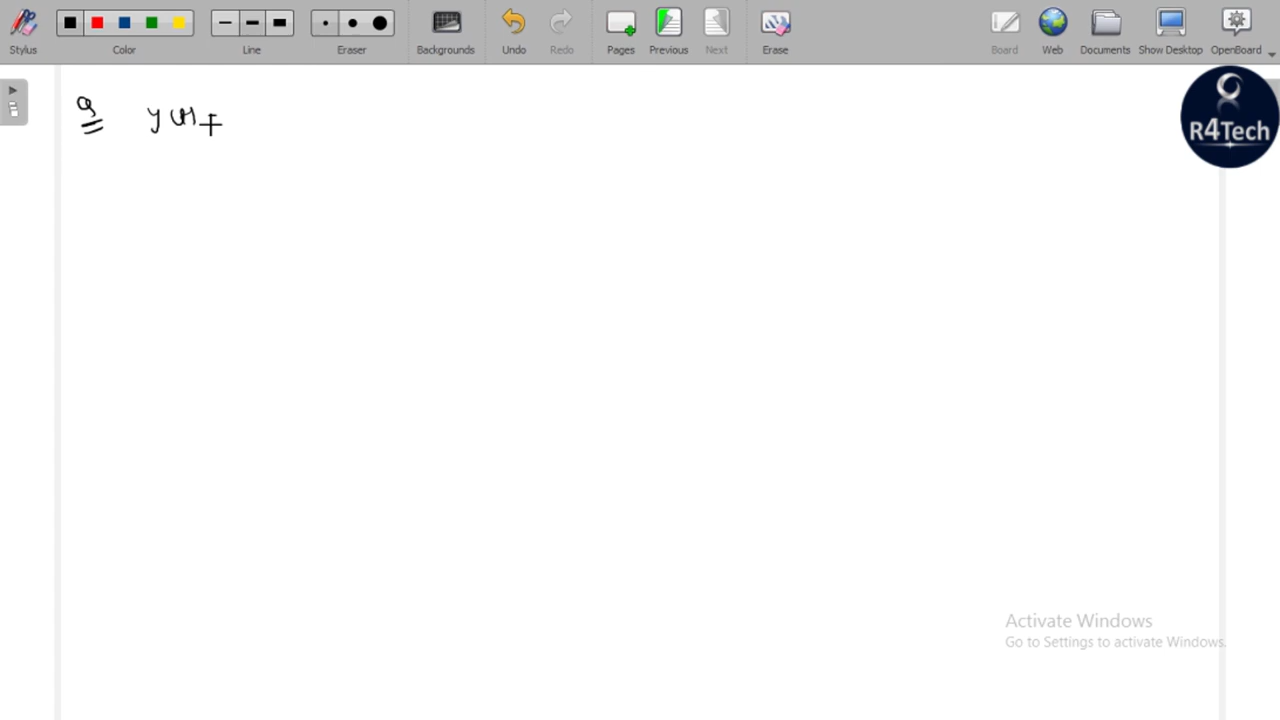 Stylus
Color
Line
Eraser
Backgrounds
Undo
Redo
Pages
Previous
Next
Erase
Board
Web
Documents
Show Desktop
OpenBoard
R4Tech
Q y(t) +
Activate Windows
Go to Settings to activate Windows.